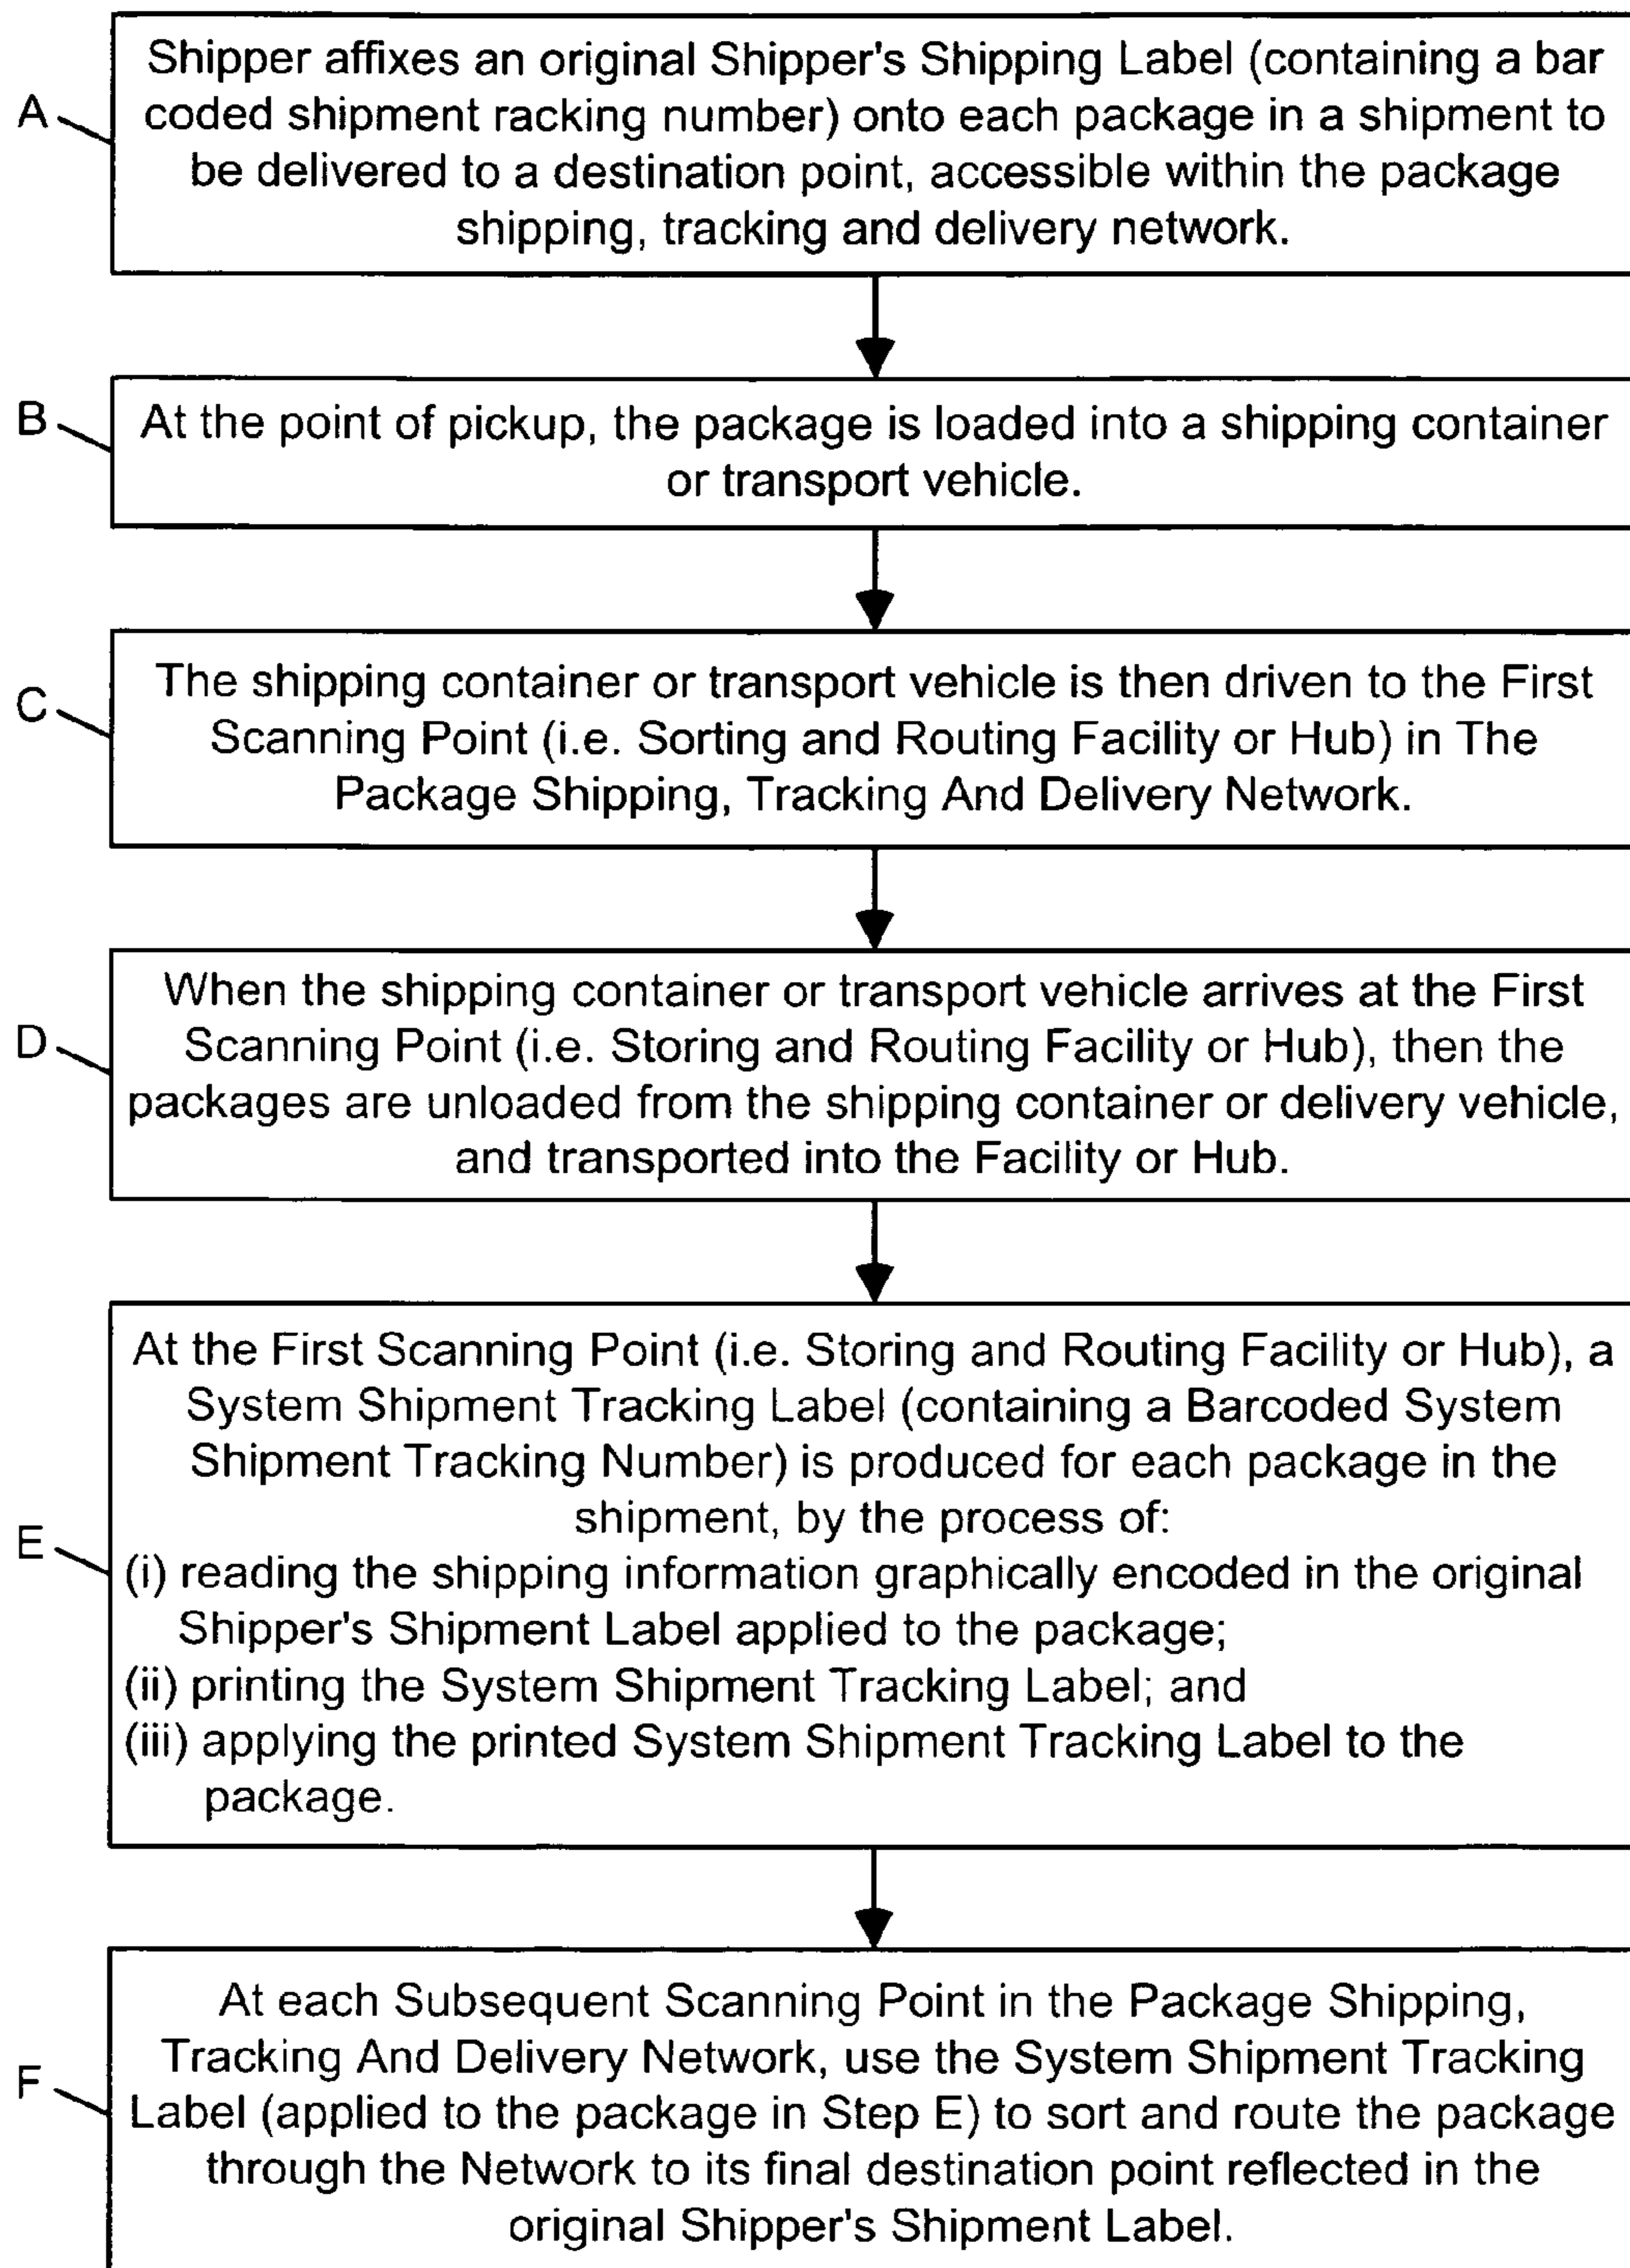 A
Shipper affixes an original Shipper's Shipping Label (containing a bar
coded shipment racking number) onto each package in a shipment to
be delivered to a destination point, accessible within the package
shipping, tracking and delivery network.
B
At the point of pickup, the package is loaded into a shipping container
or transport vehicle.
C
The shipping container or transport vehicle is then driven to the First
Scanning Point (i.e. Sorting and Routing Facility or Hub) in The
Package Shipping, Tracking And Delivery Network.
D
When the shipping container or transport vehicle arrives at the First
Scanning Point (i.e. Storing and Routing Facility or Hub), then the
packages are unloaded from the shipping container or delivery vehicle,
and transported into the Facility or Hub.
E
At the First Scanning Point (i.e. Storing and Routing Facility or Hub), a
System Shipment Tracking Label (containing a Barcoded System
Shipment Tracking Number) is produced for each package in the
shipment, by the process of:
(i) reading the shipping information graphically encoded in the original
Shipper's Shipment Label applied to the package;
(ii) printing the System Shipment Tracking Label; and
(iii) applying the printed System Shipment Tracking Label to the
package.
F
At each Subsequent Scanning Point in the Package Shipping,
Tracking And Delivery Network, use the System Shipment Tracking
Label (applied to the package in Step E) to sort and route the package
through the Network to its final destination point reflected in the
original Shipper's Shipment Label.